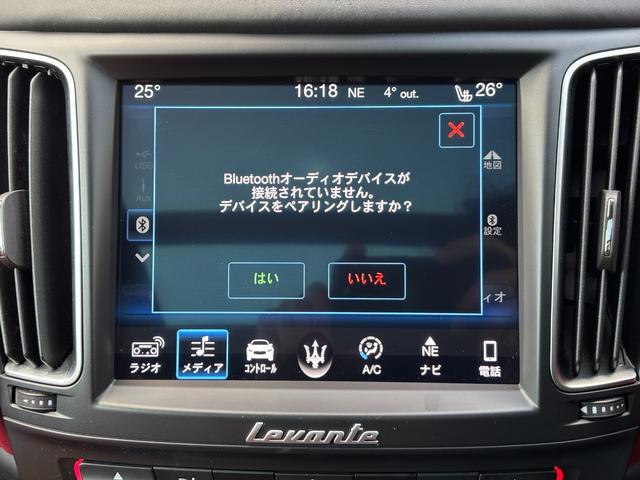 25°
16:18 NE 4° out.
26°
USB
Aux
Bluetoothオーディオデバイスが
接続されていません。
デバイスをペアリングしますか？
はい
いいえ
地図
設定
ィオ
ラジオ
メディア
コントロール
A/C
NE
ナビ
電話
Levante